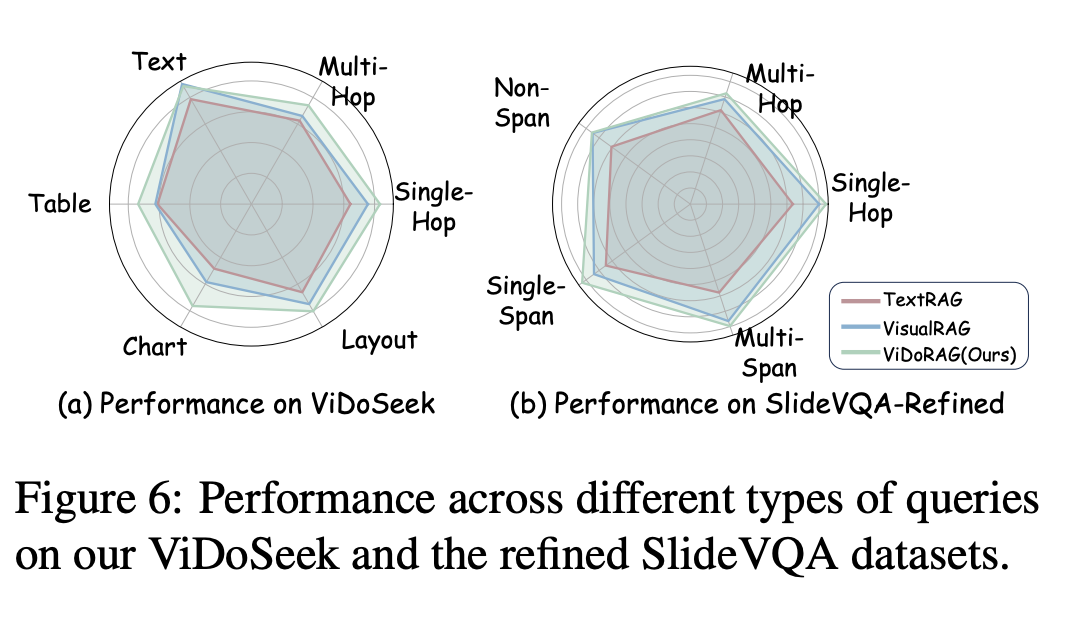 Text
Multi-
Hop
Table
Single-
Hop
Chart
Layout
(a) Performance on ViDoSeek
Non-
Span
Multi-
Hop
Single-
Hop
Single-
Span
Multi-
Span
TextRAG
VisualRAG
ViDoRAG(Ours)
(b) Performance on SlideVQA-Refined
Figure 6: Performance across different types of queries
on our ViDoSeek and the refined SlideVQA datasets.